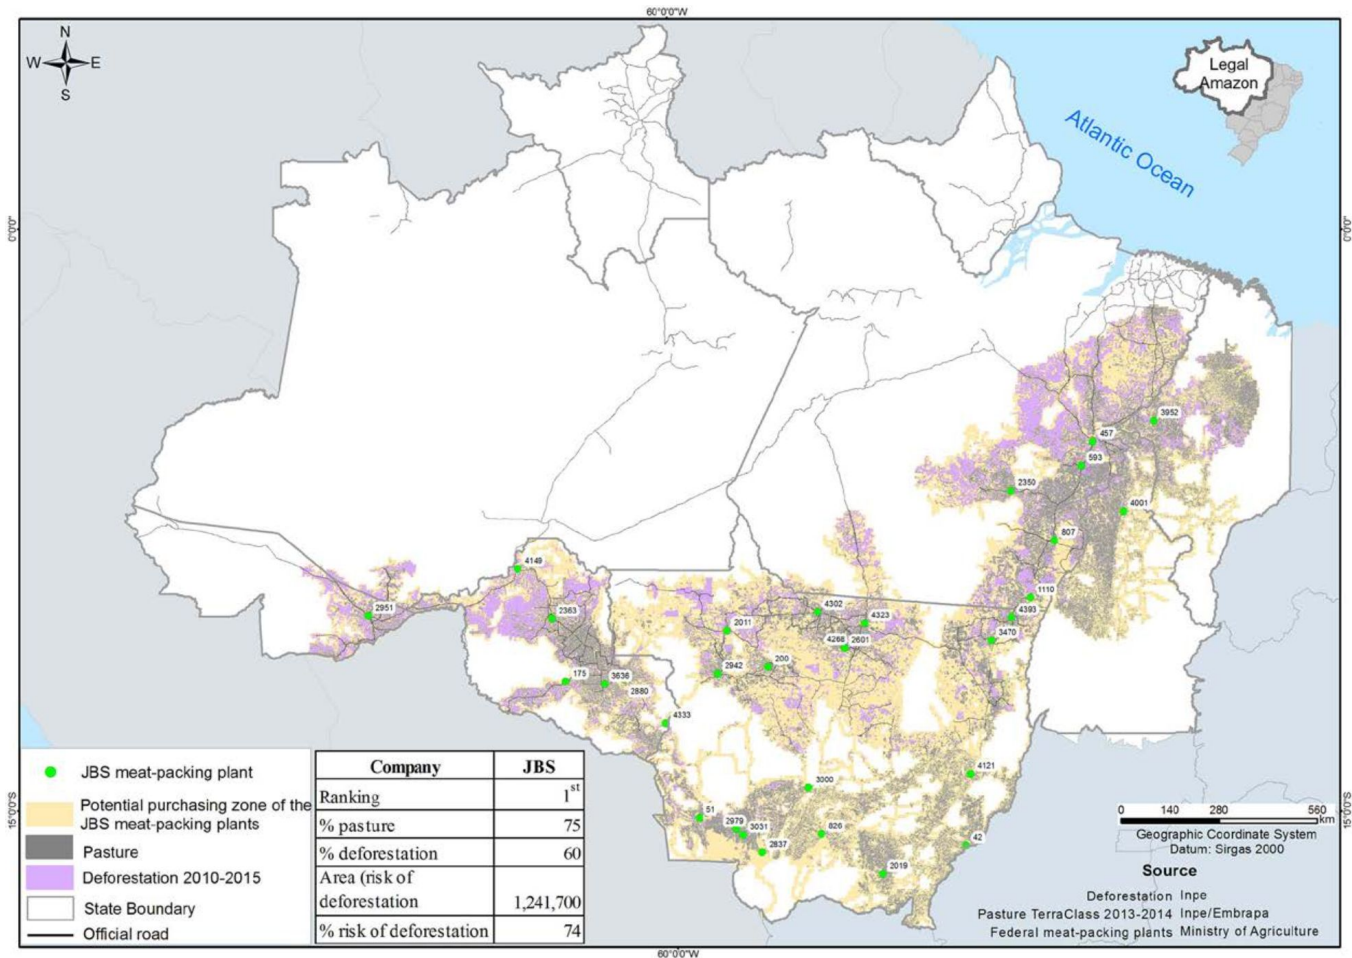 60°0'0"W
N
W E
S
Legal
Amazon
Atlantic Ocean
0°0'0"
0°0'0"
3952
457
593
2350
4001
807
4149
1110
2951
2363
4302
4393
4323
2011
3470
4268
2601
200
2942
175
3636
2880
4333
4121
3000
51
2979
3031
826
2837
42
2019
15°0'0"S
15°0'0"S
JBS meat-packing plant
Potential purchasing zone of the
JBS meat-packing plants
Pasture
Deforestation 2010-2015
State Boundary
Official road
Company JBS
Ranking 1st
% pasture 75
% deforestation 60
Area (risk of
deforestation 1,241,700
% risk of deforestation 74
0 140 280 560
km
Geographic Coordinate System
Datum: Sirgas 2000
Source
Deforestation Inpe
Pasture TerraClass 2013-2014 Inpe/Embrapa
Federal meat-packing plants Ministry of Agriculture
60°0'0"W